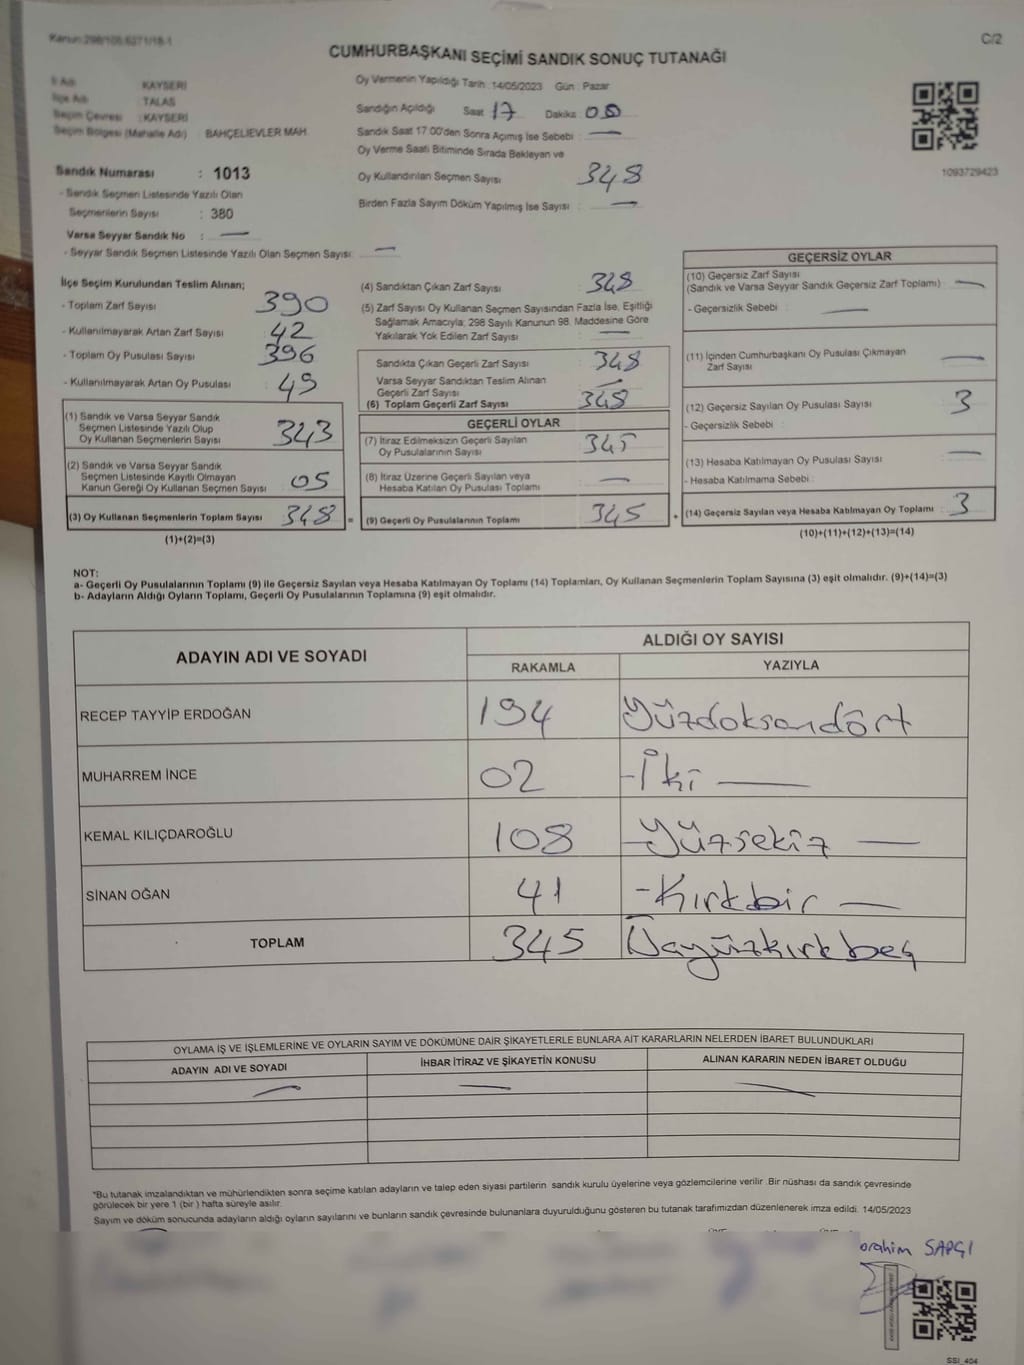 Kanun:298/105;6271/18-1
C/2
CUMHURBAŞKANI SEÇİMİ SANDIK SONUÇ TUTANAĞI
İl Adı : KAYSERİ
İlçe Adı : TALAS
Seçim Çevresi : KAYSERİ
Seçim Bölgesi (Mahalle Adı) : BAHÇELİEVLER MAH.
Oy Vermenin Yapıldığı Tarih :14/05/2023 Gün : Pazar
Sandığın Açıldığı Saat 17 Dakika : 00
Sandık Saat 17.00'den Sonra Açımış İse Sebebi : —
Oy Verme Saati Bitiminde Sırada Bekleyen ve
Oy Kullandırılan Seçmen Sayısı : 348
Birden Fazla Sayım Döküm Yapılmış İse Sayısı : —
1093729423
Sandık Numarası : 1013
- Sandık Seçmen Listesinde Yazılı Olan
Seçmenlerin Sayısı : 380
Varsa Seyyar Sandık No : —
- Seyyar Sandık Seçmen Listesinde Yazılı Olan Seçmen Sayısı: —
İlçe Seçim Kurulundan Teslim Alınan;
- Toplam Zarf Sayısı : 390
- Kullanılmayarak Artan Zarf Sayısı : 42
- Toplam Oy Pusulası Sayısı : 396
- Kullanılmayarak Artan Oy Pusulası : 49
(1) Sandık ve Varsa Seyyar Sandık
Seçmen Listesinde Yazılı Olup
Oy Kullanan Seçmenlerin Sayısı : 343
(2) Sandık ve Varsa Seyyar Sandık
Seçmen Listesinde Kayıtlı Olmayan
Kanun Gereği Oy Kullanan Seçmen Sayısı : 05
(3) Oy Kullanan Seçmenlerin Toplam Sayısı : 348 =
(1)+(2)=(3)
(4) Sandıktan Çıkan Zarf Sayısı : 348
(5) Zarf Sayısı Oy Kullanan Seçmen Sayısından Fazla İse, Eşitliği
Sağlamak Amacıyla; 298 Sayılı Kanunun 98. Maddesine Göre
Yakılarak Yok Edilen Zarf Sayısı : —
Sandıkta Çıkan Geçerli Zarf Sayısı : 348
Varsa Seyyar Sandıktan Teslim Alınan
Geçerli Zarf Sayısı : —
(6) Toplam Geçerli Zarf Sayısı : 348
GEÇERLİ OYLAR
(7) İtiraz Edilmeksizin Geçerli Sayılan
Oy Pusulalarının Sayısı : 345
(8) İtiraz Üzerine Geçerli Sayılan veya
Hesaba Katılan Oy Pusulası Toplamı : —
(9) Geçerli Oy Pusulalarının Toplamı : 345 +
GEÇERSİZ OYLAR
(10) Geçersiz Zarf Sayısı
(Sandık ve Varsa Seyyar Sandık Geçersiz Zarf Toplamı) : —
- Geçersizlik Sebebi : —
(11) İçinden Cumhurbaşkanı Oy Pusulası Çıkmayan
Zarf Sayısı : —
(12) Geçersiz Sayılan Oy Pusulası Sayısı : 3
- Geçersizlik Sebebi :
(13) Hesaba Katılmayan Oy Pusulası Sayısı : —
- Hesaba Katılmama Sebebi :
(14) Geçersiz Sayılan veya Hesaba Katılmayan Oy Toplamı : 3
(10)+(11)+(12)+(13)=(14)
NOT:
a- Geçerli Oy Pusulalarının Toplamı (9) ile Geçersiz Sayılan veya Hesaba Katılmayan Oy Toplamı (14) Toplamları, Oy Kullanan Seçmenlerin Toplam Sayısına (3) eşit olmalıdır. (9)+(14)=(3)
b- Adayların Aldığı Oyların Toplamı, Geçerli Oy Pusulalarının Toplamına (9) eşit olmalıdır.
ADAYIN ADI VE SOYADI
ALDIĞI OY SAYISI
RAKAMLA YAZIYLA
RECEP TAYYİP ERDOĞAN 194 Yüzdoksandört
MUHARREM İNCE 02 -İki —
KEMAL KILIÇDAROĞLU 108 -Yüzsekiz —
SİNAN OĞAN 41 -Kırkbir —
TOPLAM 345 Üçyüzkırkbeş
OYLAMA İŞ VE İŞLEMLERİNE VE OYLARIN SAYIM VE DÖKÜMÜNE DAİR ŞİKAYETLERLE BUNLARA AİT KARARLARIN NELERDEN İBARET BULUNDUKLARI
ADAYIN ADI VE SOYADI İHBAR İTİRAZ VE ŞİKAYETİN KONUSU ALINAN KARARIN NEDEN İBARET OLDUĞU
— — —
*Bu tutanak imzalandıktan ve mühürlendikten sonra seçime katılan adayların ve talep eden siyasi partilerin sandık kurulu üyelerine veya gözlemcilerine verilir .Bir nüshası da sandık çevresinde
görülecek bir yere 1 (bir ) hafta süreyle asılır.
Sayım ve döküm sonucunda adayların aldığı oyların sayılarını ve bunların sandık çevresinde bulunanlara duyurulduğunu gösteren bu tutanak tarafımızdan düzenlenerek imza edildi. 14/05/2023
brahim SAPÇI
SSI_404